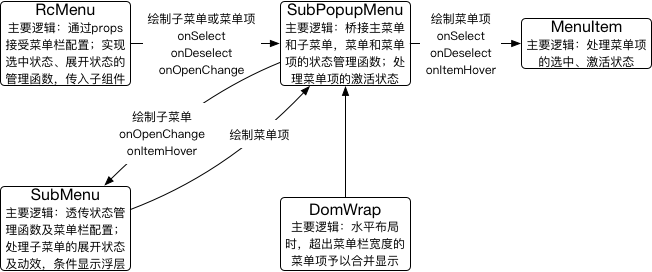 RcMenu
主要逻辑：通过props
接受菜单栏配置；实现
选中状态、展开状态的
管理函数，传入子组件
绘制子菜单或菜单项
onSelect
onDeselect
onOpenChange
SubPopupMenu
主要逻辑：桥接主菜单
和子菜单，菜单和菜单
项的状态管理函数；处
理菜单项的激活状态
绘制菜单项
onSelect
onDeselect
onItemHover
MenuItem
主要逻辑：处理菜单项
的选中、激活状态
绘制子菜单
onOpenChange
onItemHover
绘制菜单项
SubMenu
主要逻辑：透传状态管
理函数及菜单栏配置；
处理子菜单的展开状态
及动效，条件显示浮层
DomWrap
主要逻辑：水平布局
时，超出菜单栏宽度的
菜单项予以合并显示